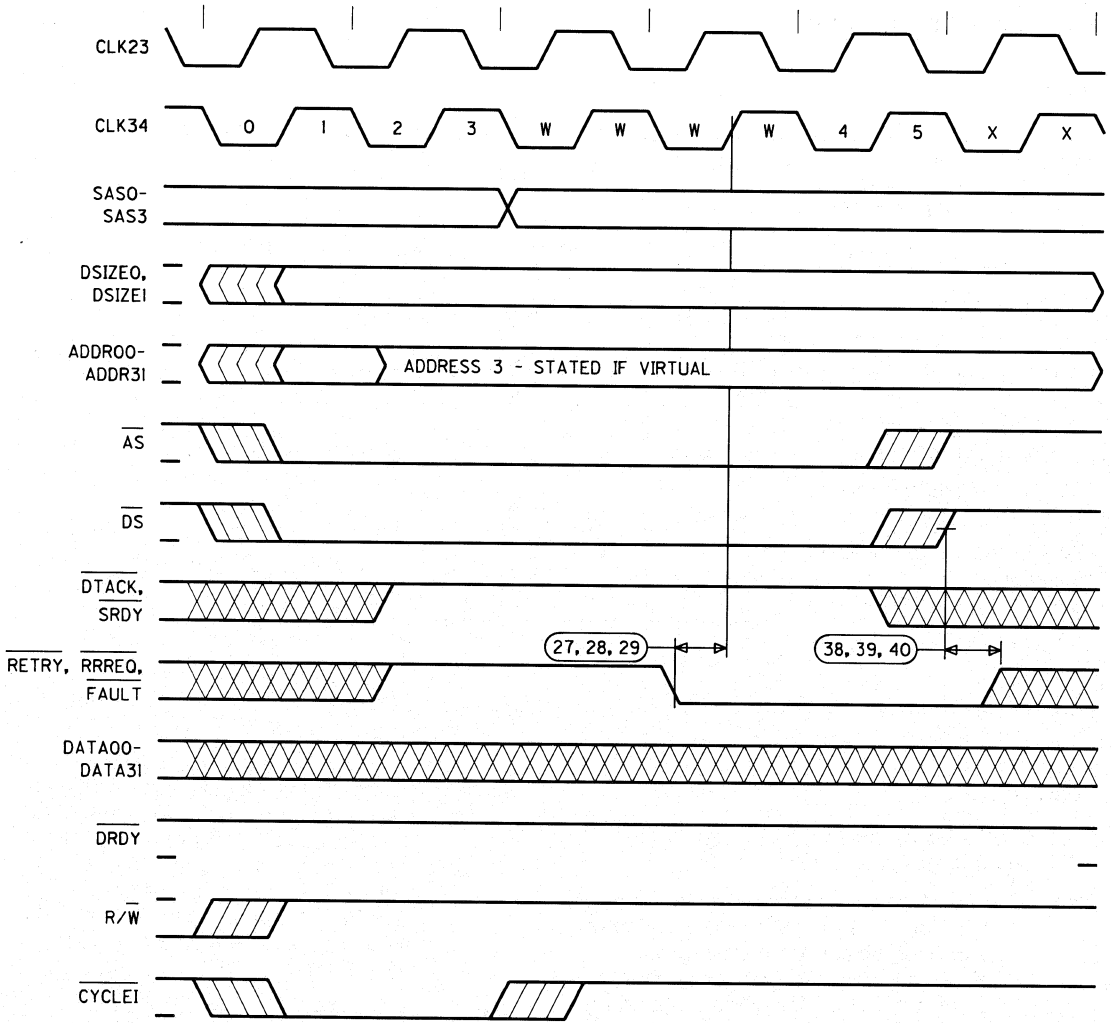 CLK23
CLK34
0 1 2 3 W W W W 4 5 X X
SAS0-
SAS3
DSIZE0,
DSIZE1
ADDR00-
ADDR31
ADDRESS 3 - STATED IF VIRTUAL
AS
DS
DTACK,
SRDY
27, 28, 29
38, 39, 40
RETRY, RRREQ,
FAULT
DATA00-
DATA31
DRDY
R/W
CYCLEI